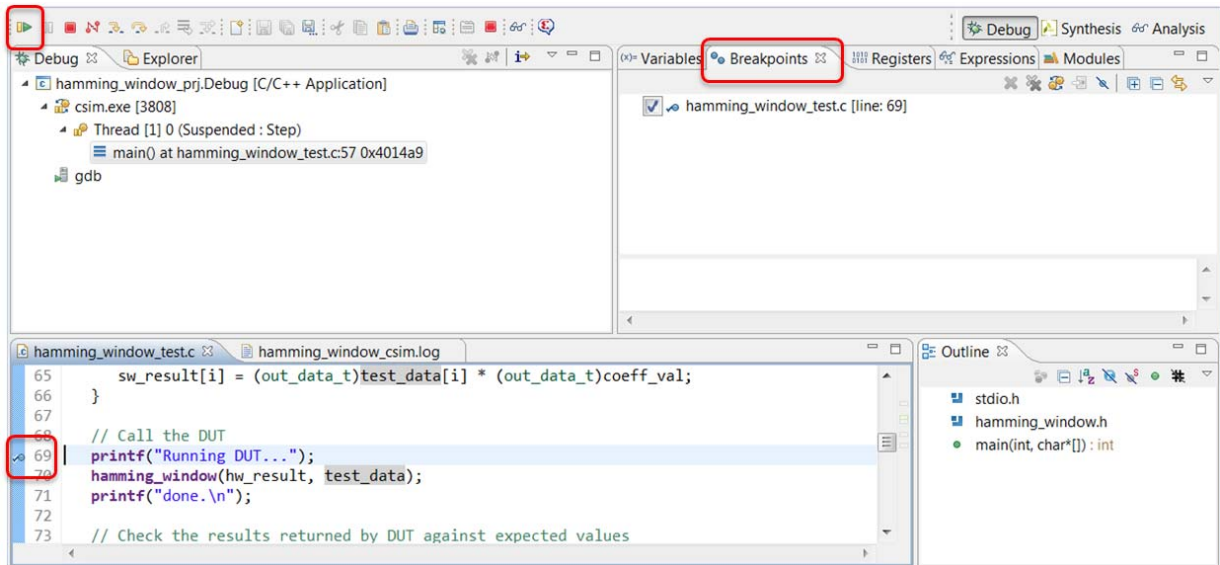 Debug Synthesis Analysis
Debug Explorer
hamming_window_prj.Debug [C/C++ Application]
csim.exe [3808]
Thread [1] 0 (Suspended : Step)
main() at hamming_window_test.c:57 0x4014a9
gdb
(x)= Variables Breakpoints Registers Expressions Modules
hamming_window_test.c [line: 69]
hamming_window_test.c hamming_window_csim.log
65 sw_result[i] = (out_data_t)test_data[i] * (out_data_t)coeff_val;
66 }
67
68 // Call the DUT
69 printf("Running DUT...");
70 hamming_window(hw_result, test_data);
71 printf("done.\n");
72
73 // Check the results returned by DUT against expected values
Outline
stdio.h
hamming_window.h
main(int, char*[]) : int